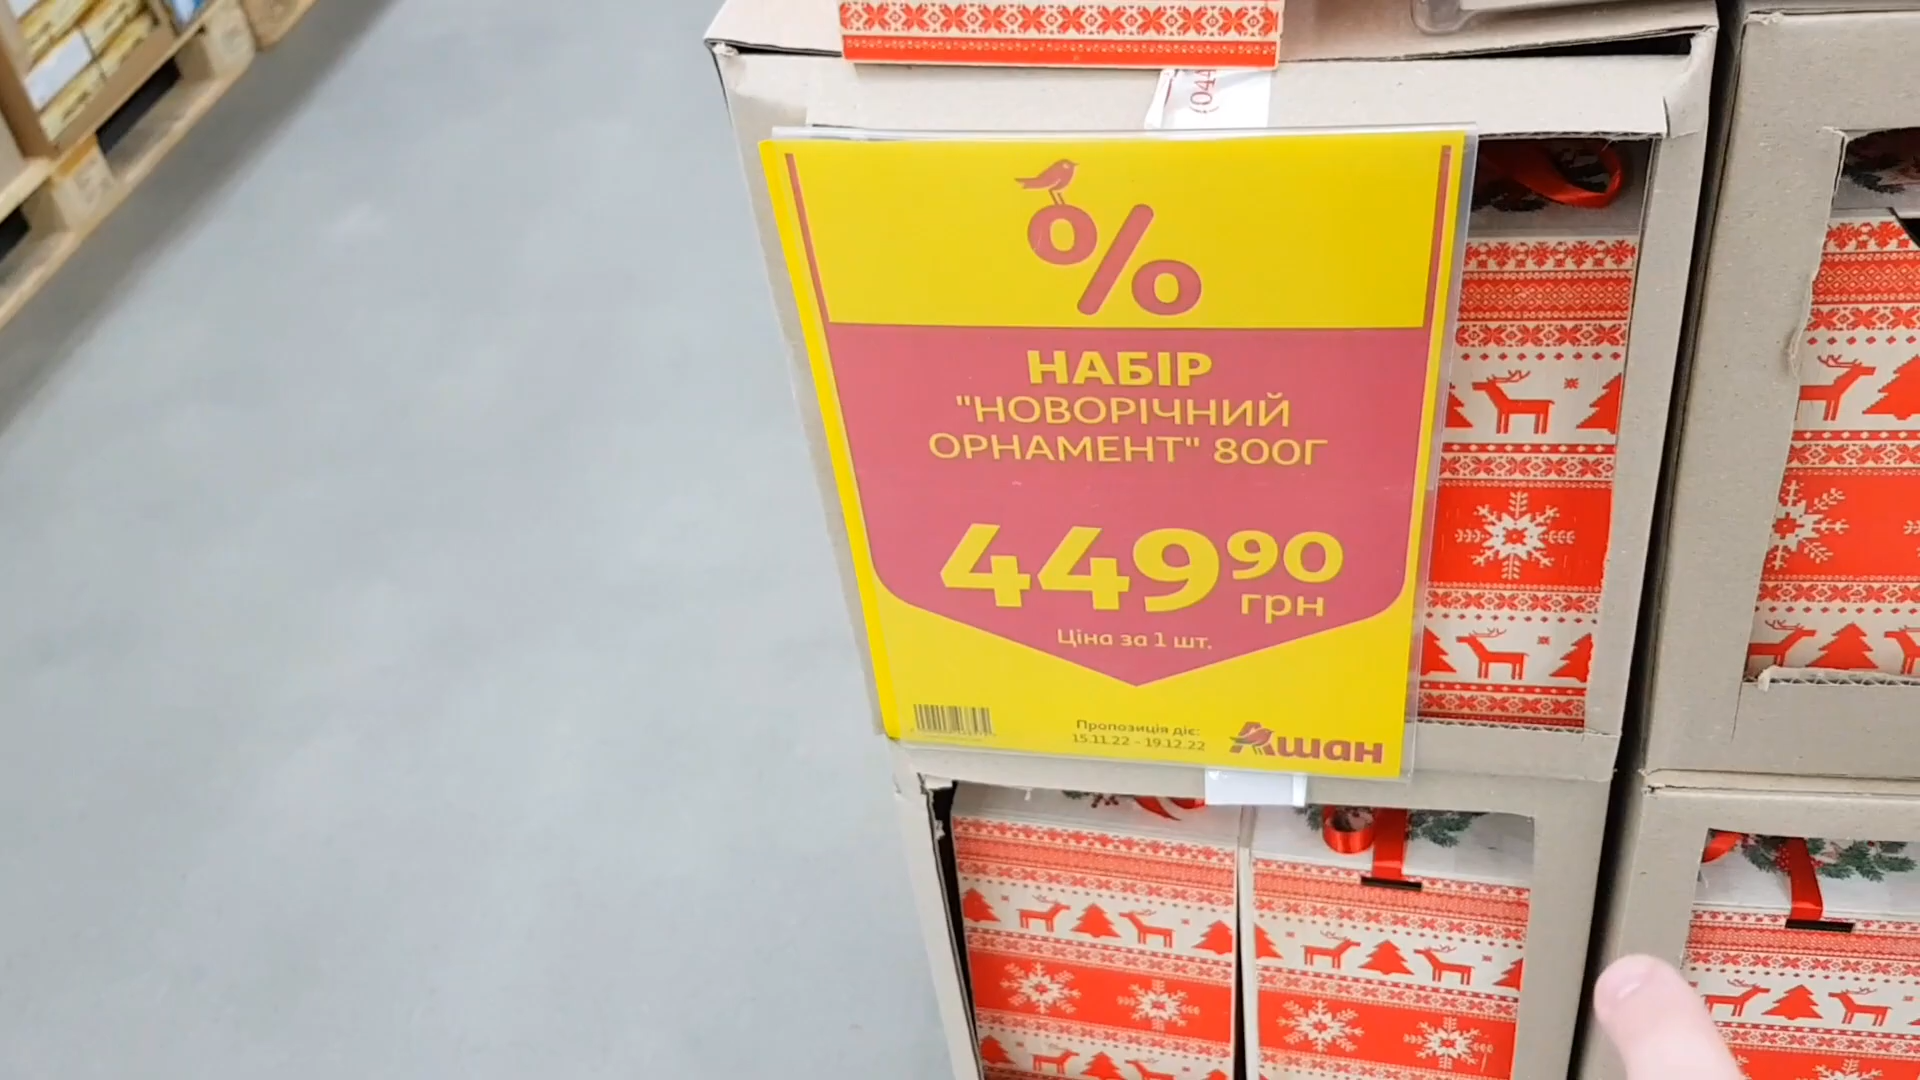 (044
%
НАБІР
"НОВОРІЧНИЙ
ОРНАМЕНТ" 800Г
449 90
грн
Ціна за 1 шт.
Пропозиція діє:
15.11.22 - 19.12.22
Ашан